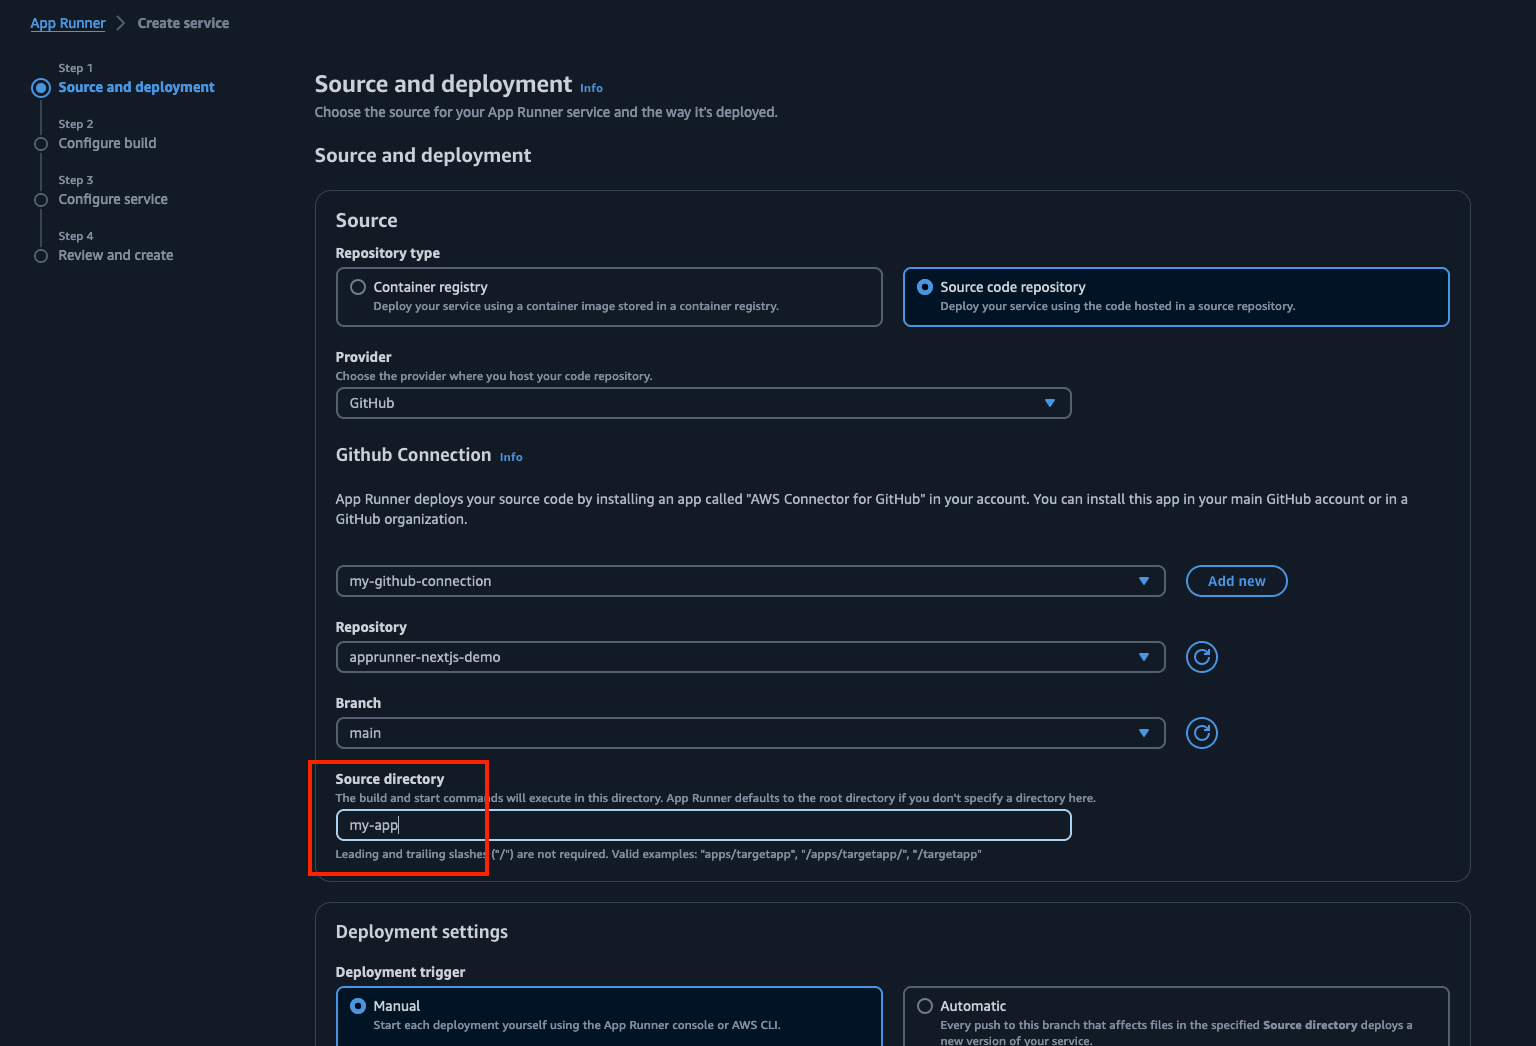 App Runner > Create service
Step 1
Source and deployment
Step 2
Configure build
Step 3
Configure service
Step 4
Review and create
Source and deployment Info
Choose the source for your App Runner service and the way it's deployed.
Source and deployment
Source
Repository type
Container registry
Deploy your service using a container image stored in a container registry.
Source code repository
Deploy your service using the code hosted in a source repository.
Provider
Choose the provider where you host your code repository.
GitHub
Github Connection Info
App Runner deploys your source code by installing an app called "AWS Connector for GitHub" in your account. You can install this app in your main GitHub account or in a
GitHub organization.
my-github-connection
Add new
Repository
apprunner-nextjs-demo
Branch
main
Source directory
The build and start commands will execute in this directory. App Runner defaults to the root directory if you don't specify a directory here.
my-app
Leading and trailing slashes ("/") are not required. Valid examples: "apps/targetapp", "/apps/targetapp/", "/targetapp"
Deployment settings
Deployment trigger
Manual
Start each deployment yourself using the App Runner console or AWS CLI.
Automatic
Every push to this branch that affects files in the specified Source directory deploys a
new version of your service.